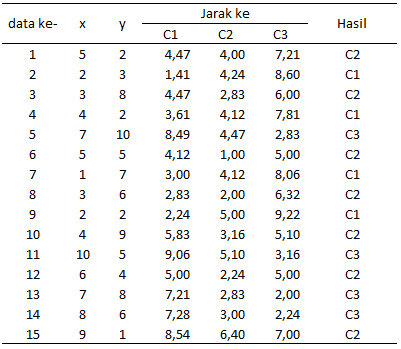 data ke- x y Jarak ke Hasil
C1 C2 C3
1 5 2 4,47 4,00 7,21 C2
2 2 3 1,41 4,24 8,60 C1
3 3 8 4,47 2,83 6,00 C2
4 4 2 3,61 4,12 7,81 C1
5 7 10 8,49 4,47 2,83 C3
6 5 5 4,12 1,00 5,00 C2
7 1 7 3,00 4,12 8,06 C1
8 3 6 2,83 2,00 6,32 C2
9 2 2 2,24 5,00 9,22 C1
10 4 9 5,83 3,16 5,10 C2
11 10 5 9,06 5,10 3,16 C3
12 6 4 5,00 2,24 5,00 C2
13 7 8 7,21 2,83 2,00 C3
14 8 6 7,28 3,00 2,24 C3
15 9 1 8,54 6,40 7,00 C2